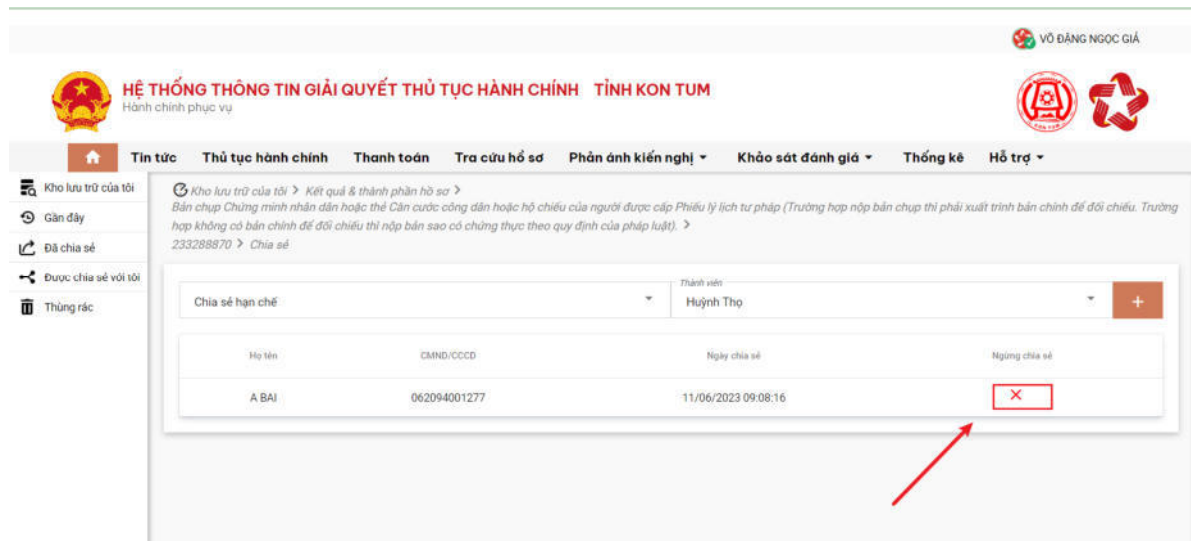 VÕ ĐẶNG NGỌC GIÁ
HỆ THỐNG THÔNG TIN GIẢI QUYẾT THỦ TỤC HÀNH CHÍNH TỈNH KON TUM
Hành chính phục vụ
KON TUM
Tin tức Thủ tục hành chính Thanh toán Tra cứu hồ sơ Phản ánh kiến nghị Khảo sát đánh giá Thống kê Hỗ trợ
Kho lưu trữ của tôi
Gần đây
Đã chia sẻ
Được chia sẻ với tôi
Thùng rác
Kho lưu trữ của tôi > Kết quả & thành phần hồ sơ >
Bản chụp Chứng minh nhân dân hoặc thẻ Căn cước công dân hoặc hộ chiếu của người được cấp Phiếu lý lịch tư pháp (Trường hợp nộp bản chụp thì phải xuất trình bản chính để đối chiếu. Trường
hợp không có bản chính để đối chiếu thì nộp bản sao có chứng thực theo quy định của pháp luật). >
233288870 > Chia sẻ
Thành viên
Chia sẻ hạn chế Huỳnh Thọ +
Họ tên CMND/CCCD Ngày chia sẻ Ngừng chia sẻ
A BAI 062094001277 11/06/2023 09:08:16